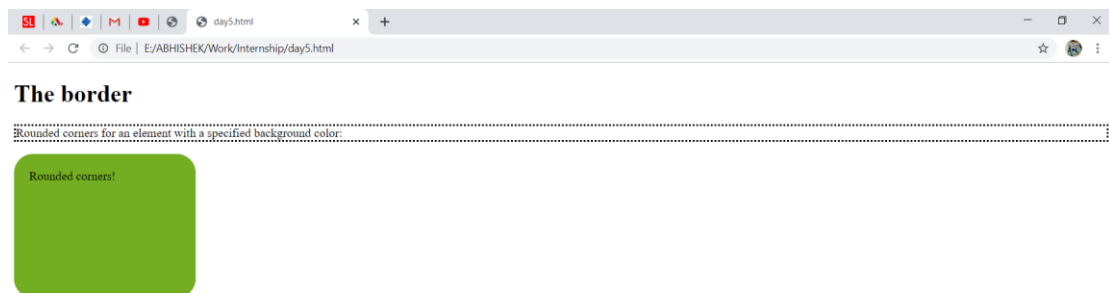 SL
M
day5.html
File | E:/ABHISHEK/Work/Internship/day5.html
The border
Rounded corners for an element with a specified background color:
Rounded corners!